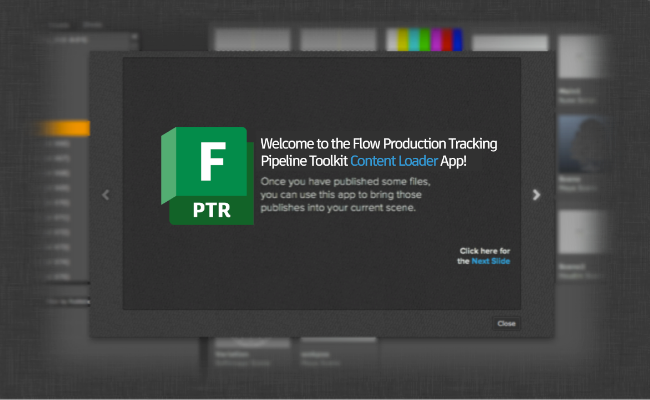 F
PTR
Welcome to the Flow Production Tracking
Pipeline Toolkit Content Loader App!
Once you have published some files,
you can use this app to bring those
publishes into your current scene.
Click here for
the Next Slide
Close